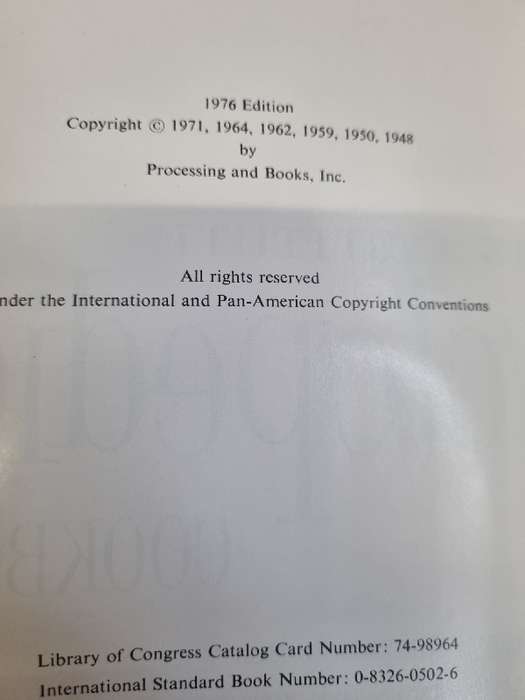 1976 Edition
Copyright © 1971, 1964, 1962, 1959, 1950, 1948
by
Processing and Books, Inc.
All rights reserved
nder the International and Pan-American Copyright Conventions
COOKB
Library of Congress Catalog Card Number: 74-98964
International Standard Book Number: 0-8326-0502-6